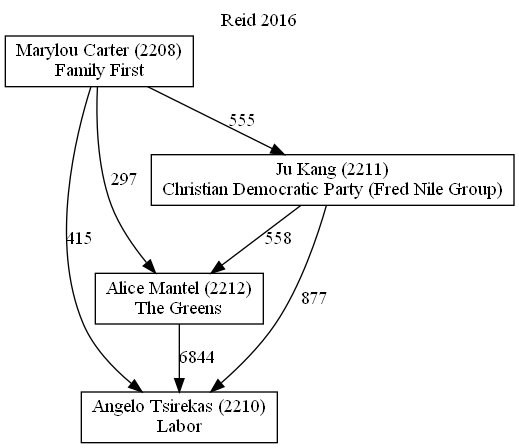 Reid 2016
Marylou Carter (2208)
Family First
555
Ju Kang (2211)
Christian Democratic Party (Fred Nile Group)
297
415
558
Alice Mantel (2212)
The Greens
877
6844
Angelo Tsirekas (2210)
Labor